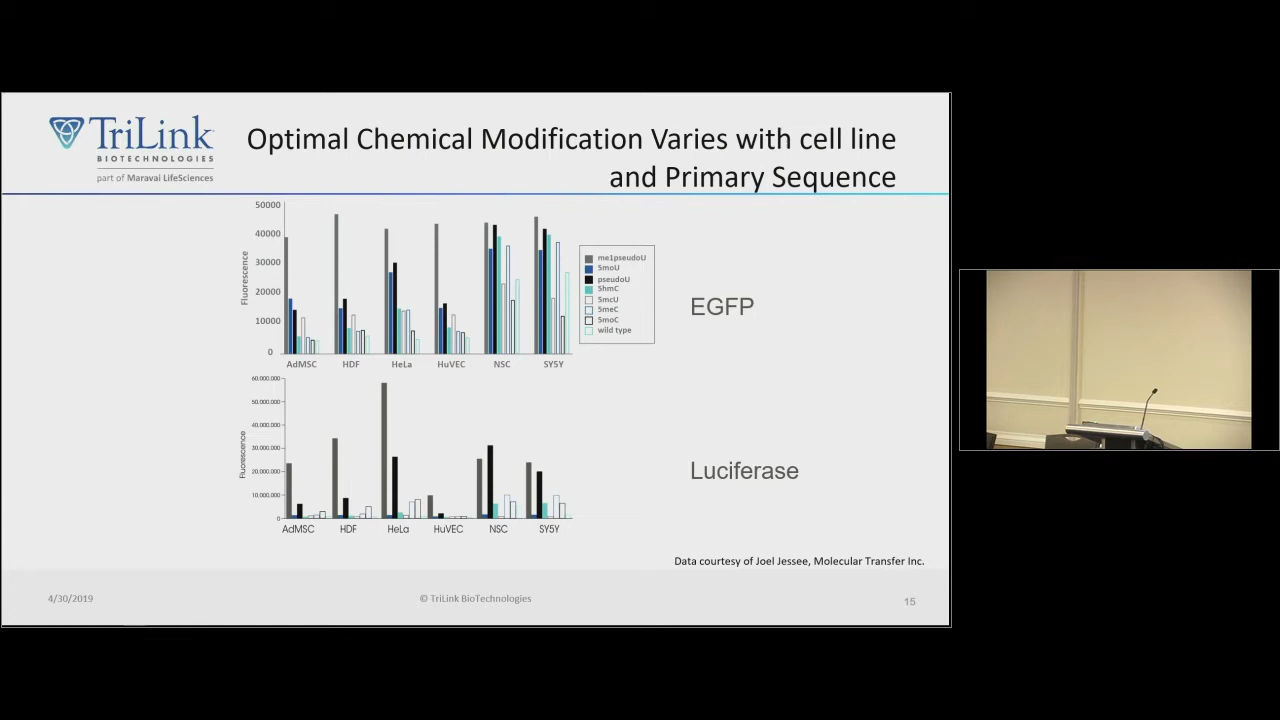 TriLink
BIOTECHNOLOGIES
part of Maravai LifeSciences
Optimal Chemical Modification Varies with cell line
and Primary Sequence
50000
40000
30000
20000
10000
0
Fluorescence
AdMSC HDF HeLa HuVEC NSC SY5Y
me1pseudoU
5moU
pseudoU
5hmC
5mcU
5meC
5moC
wild type
EGFP
60,000,000
50,000,000
40,000,000
30,000,000
20,000,000
10,000,000
0
Fluorescence
AdMSC HDF HeLa HuVEC NSC SY5Y
Luciferase
Data courtesy of Joel Jessee, Molecular Transfer Inc.
4/30/2019 © TriLink BioTechnologies 15